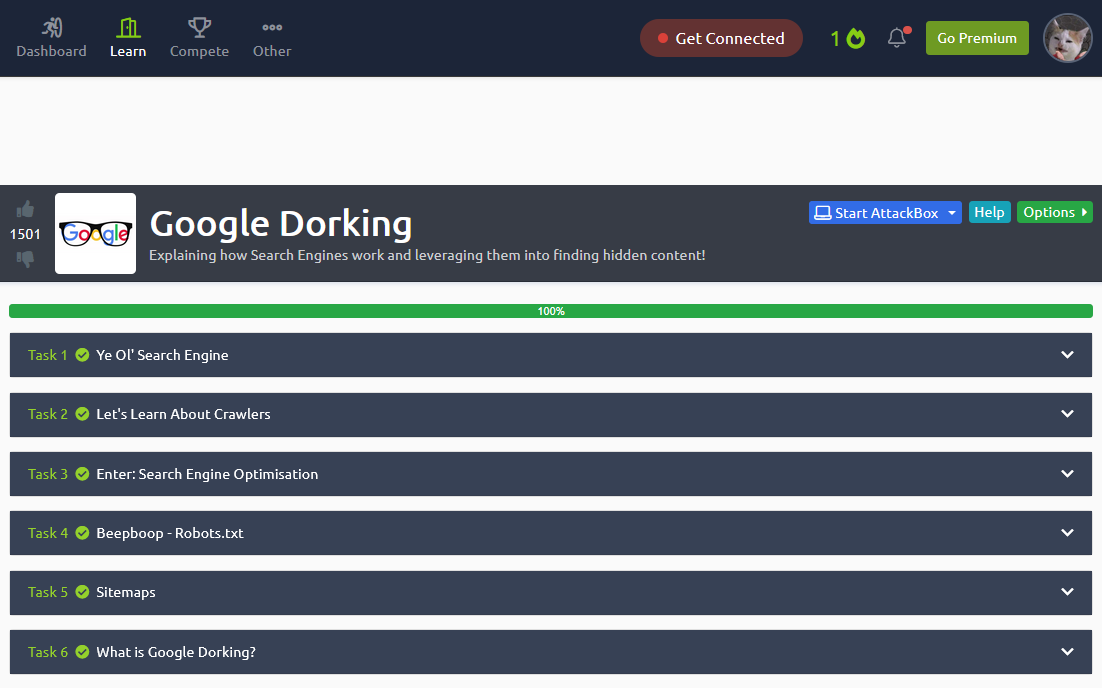 Dashboard
Learn
Compete
Other
Get Connected
1
Go Premium
1501
Google
Google Dorking
Explaining how Search Engines work and leveraging them into finding hidden content!
Start AttackBox
Help
Options
100%
Task 1 Ye Ol' Search Engine
Task 2 Let's Learn About Crawlers
Task 3 Enter: Search Engine Optimisation
Task 4 Beepboop - Robots.txt
Task 5 Sitemaps
Task 6 What is Google Dorking?